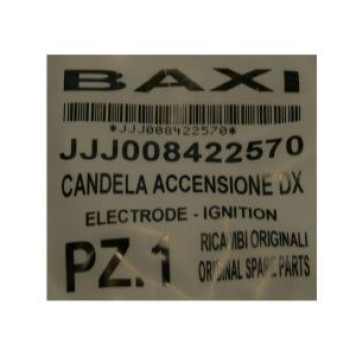 BAXI
*JJJ008422570*
JJJ008422570
CANDELA ACCENSIONE DX
ELECTRODE - IGNITION
PZ.1
RICAMBI ORIGINALI
ORIGINAL SPARE PARTS